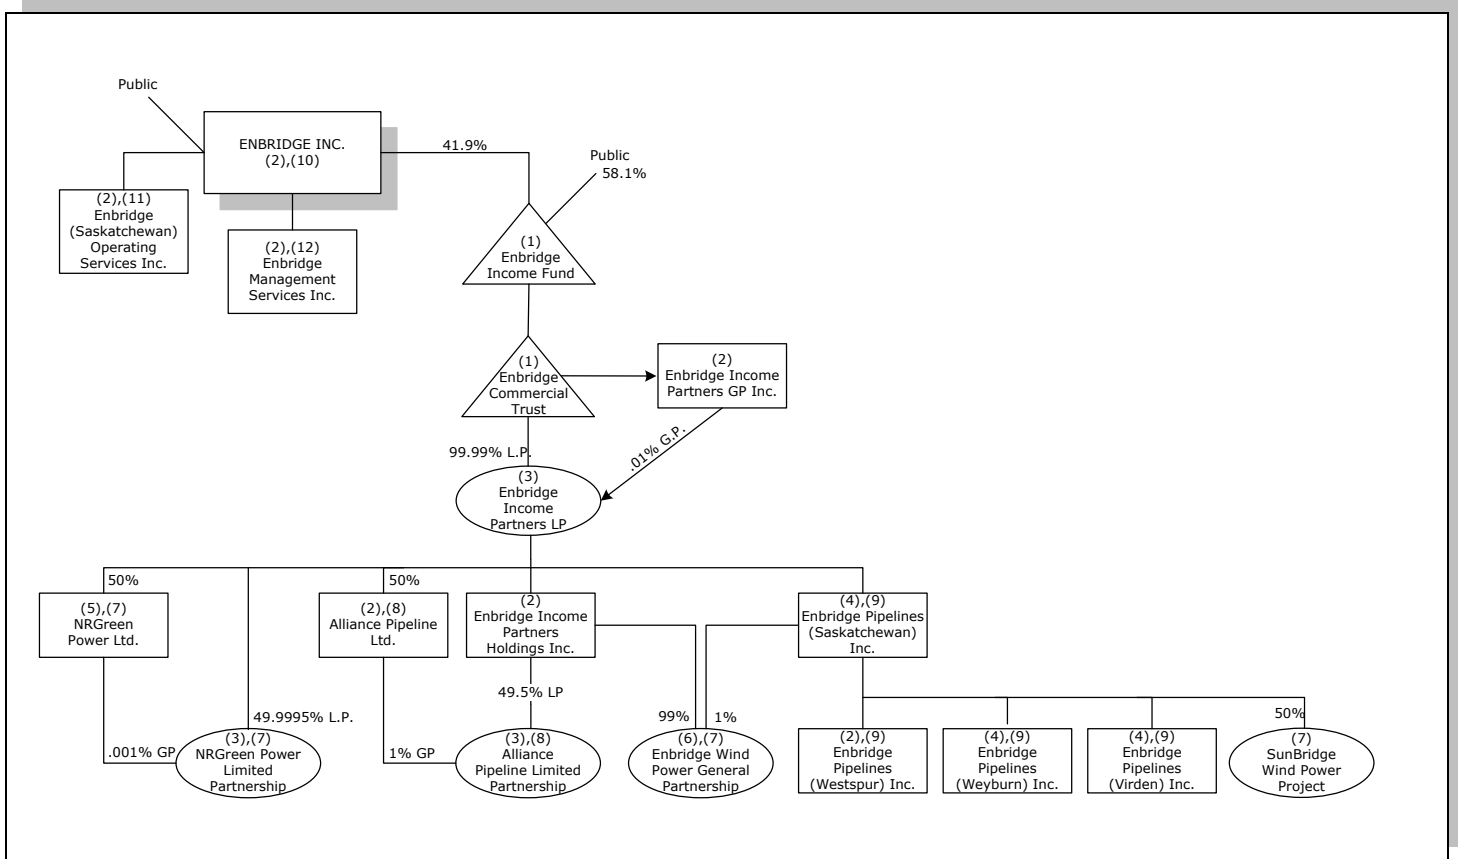 Public
ENBRIDGE INC.
(2),(10)
41.9%
Public
58.1%
(2),(11)
Enbridge
(Saskatchewan)
Operating
Services Inc.
(2),(12)
Enbridge
Management
Services Inc.
(1)
Enbridge
Income Fund
(1)
Enbridge
Commercial
Trust
(2)
Enbridge Income
Partners GP Inc.
99.99% L.P.
.01% G.P.
(3)
Enbridge
Income
Partners LP
50%
50%
(5),(7)
NRGreen
Power Ltd.
(2),(8)
Alliance Pipeline
Ltd.
(2)
Enbridge Income
Partners
Holdings Inc.
(4),(9)
Enbridge Pipelines
(Saskatchewan)
Inc.
49.5% LP
49.9995% L.P.
99%
1%
50%
.001% GP
1% GP
(3),(7)
NRGreen Power
Limited
Partnership
(3),(8)
Alliance
Pipeline Limited
Partnership
(6),(7)
Enbridge Wind
Power General
Partnership
(2),(9)
Enbridge
Pipelines
(Westspur) Inc.
(4),(9)
Enbridge
Pipelines
(Weyburn) Inc.
(4),(9)
Enbridge
Pipelines
(Virden) Inc.
(7)
SunBridge
Wind Power
Project